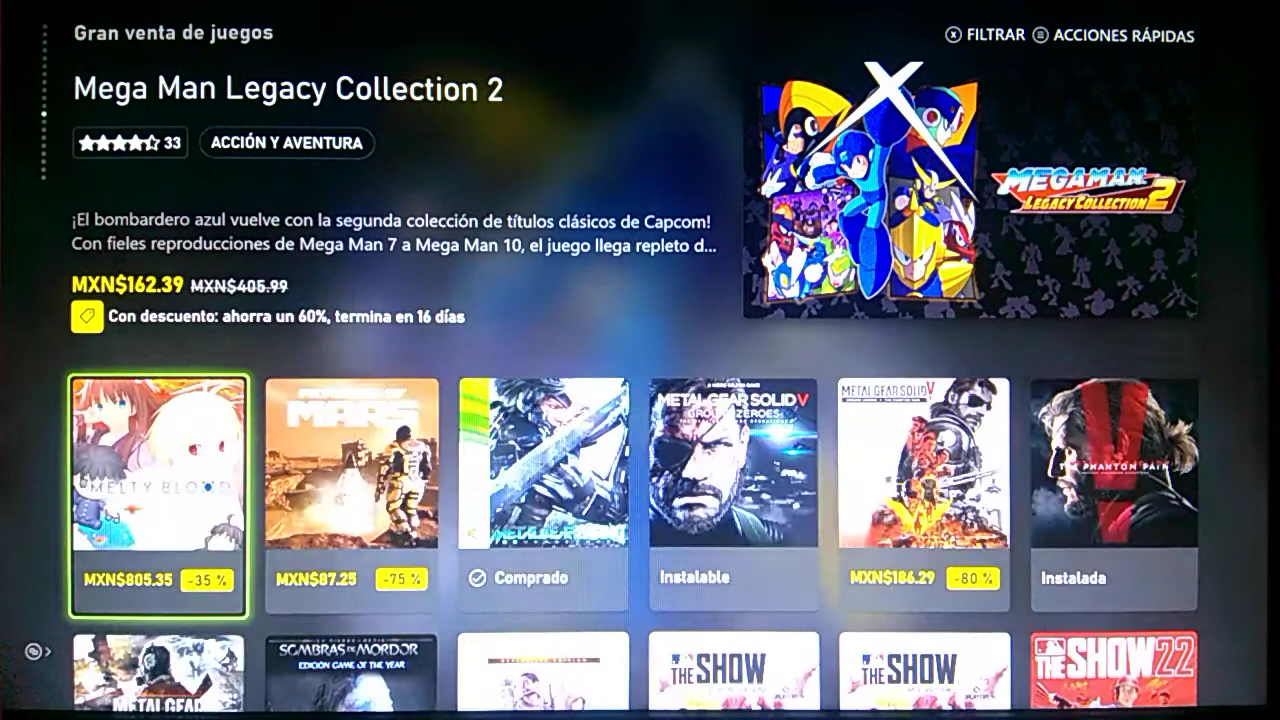 Gran venta de juegos
FILTRAR
ACCIONES RÁPIDAS
Mega Man Legacy Collection 2
33
ACCIÓN Y AVENTURA
¡El bombardero azul vuelve con la segunda colección de títulos clásicos de Capcom!
Con fieles reproducciones de Mega Man 7 a Mega Man 10, el juego llega repleto d...
MXN$162.39 MXN$405.99
Con descuento: ahorra un 60%, termina en 16 días
MEGAMAN
LEGACY COLLECTION 2
MELTY BLOOD
MARS
METAL GEAR SOLID V
GROUND ZEROES
METAL GEAR SOLID V
THE PHANTOM PAIN
MXN$805.35 -35 %
MXN$87.25 -75 %
Comprado
Instalable
MXN$186.29 -80 %
Instalada
METAL GEAR
SOMBRAS DE MORDOR
EDICIÓN GAME OF THE YEAR
THE SHOW
THE SHOW
THE SHOW 22